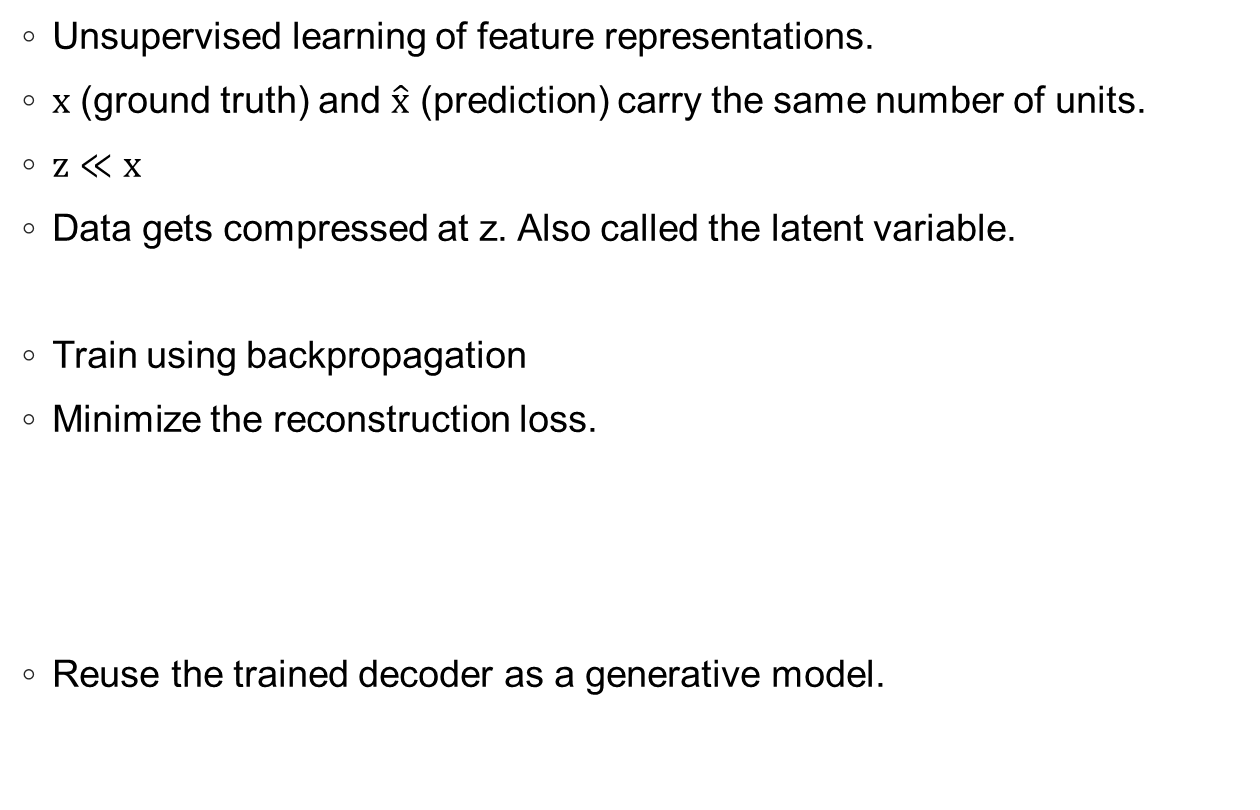 ◦ Unsupervised learning of feature representations.
◦ x (ground truth) and x̂ (prediction) carry the same number of units.
◦ z ≪ x
◦ Data gets compressed at z. Also called the latent variable.
◦ Train using backpropagation
◦ Minimize the reconstruction loss.
◦ Reuse the trained decoder as a generative model.